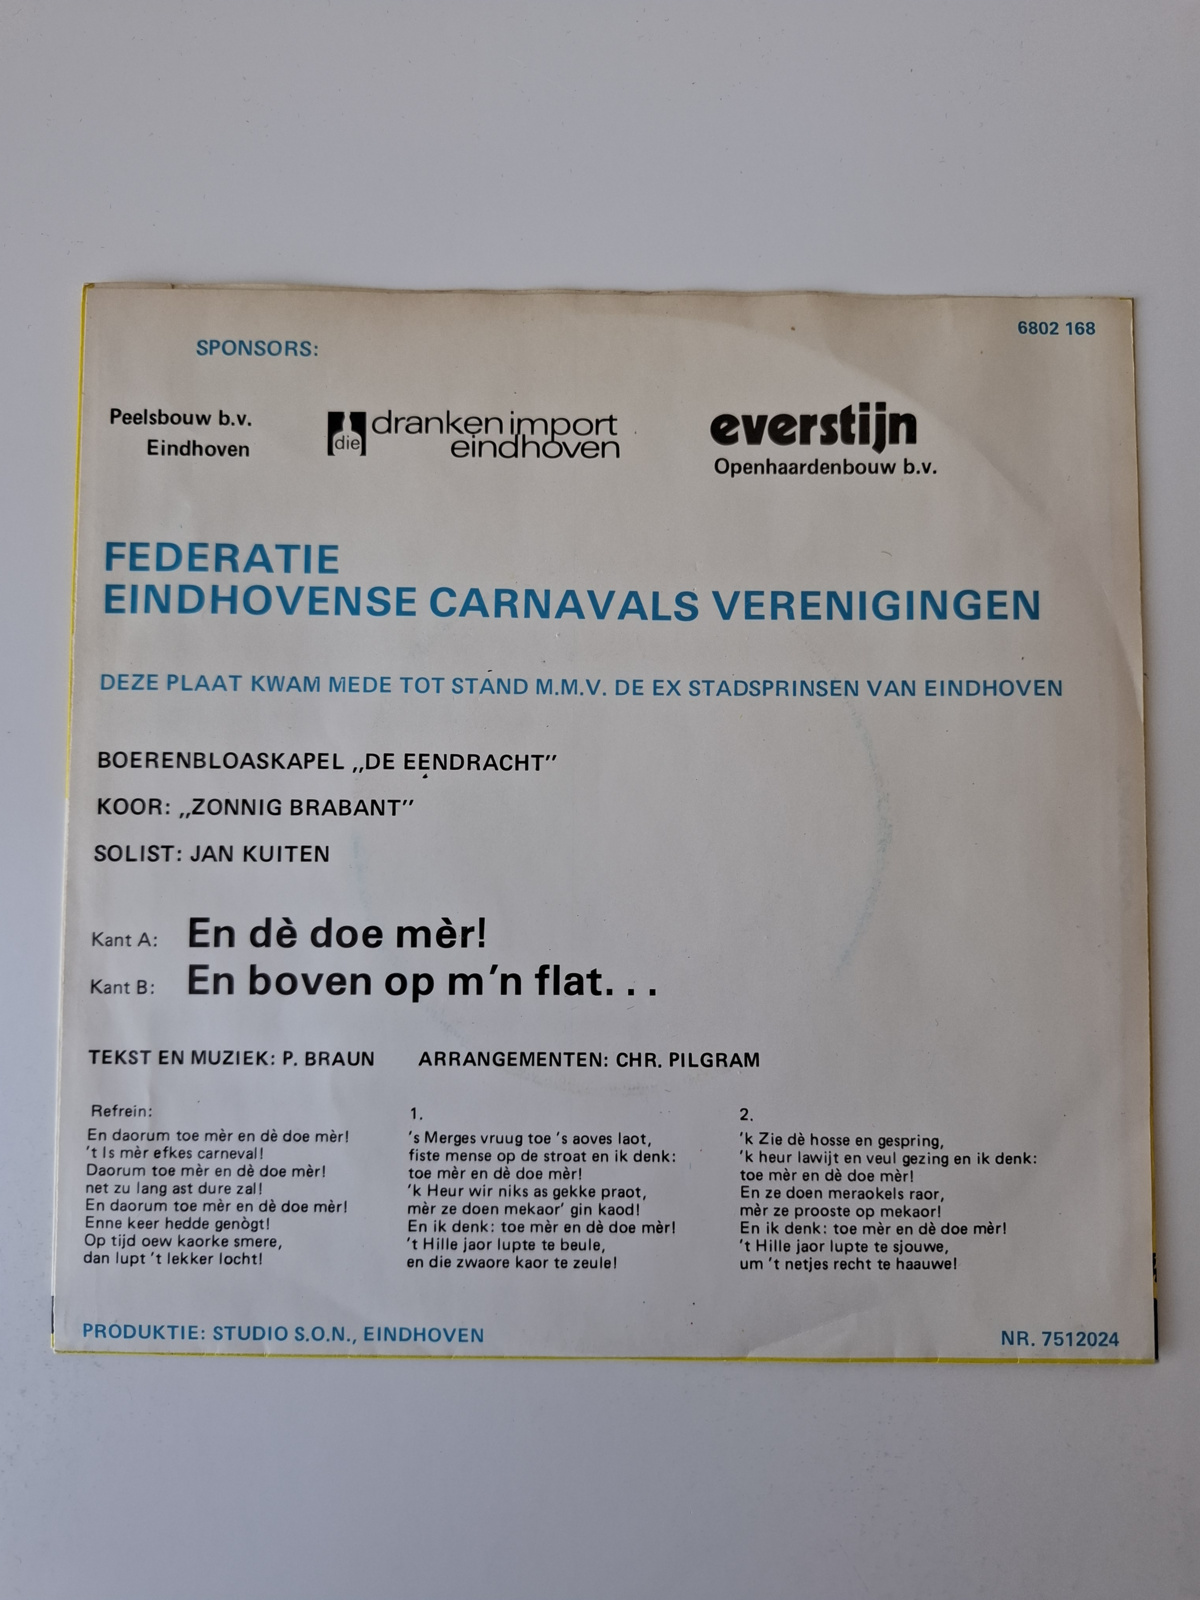 6802 168
SPONSORS:
Peelsbouw b.v.
Eindhoven
die
dranken import
eindhoven
everstijn
Openhaardenbouw b.v.
FEDERATIE
EINDHOVENSE CARNAVALS VERENIGINGEN
DEZE PLAAT KWAM MEDE TOT STAND M.M.V. DE EX STADSPRINSEN VAN EINDHOVEN
BOERENBLOASKAPEL „DE EENDRACHT”
KOOR: „ZONNIG BRABANT”
SOLIST: JAN KUITEN
Kant A: En dè doe mèr!
Kant B: En boven op m'n flat. . .
TEKST EN MUZIEK: P. BRAUN ARRANGEMENTEN: CHR. PILGRAM
Refrein:
En daorum toe mèr en dè doe mèr!
't Is mèr efkes carneval!
Daorum toe mèr en dè doe mèr!
net zu lang ast dure zal!
En daorum toe mèr en dè doe mèr!
Enne keer hedde genògt!
Op tijd oew kaorke smere,
dan lupt 't lekker locht!
1.
's Merges vruug toe 's aoves laot,
fiste mense op de stroat en ik denk:
toe mèr en dè doe mèr!
'k Heur wir niks as gekke praot,
mèr ze doen mekaor' gin kaod!
En ik denk: toe mèr en dè doe mèr!
't Hille jaor lupte te beule,
en die zwaore kaor te zeule!
2.
'k Zie dè hosse en gespring,
'k heur lawijt en veul gezing en ik denk:
toe mèr en dè doe mèr!
En ze doen meraokels raor,
mèr ze prooste op mekaor!
En ik denk: toe mèr en dè doe mèr!
't Hille jaor lupte te sjouwe,
um 't netjes recht te haauwe!
PRODUKTIE: STUDIO S.O.N., EINDHOVEN
NR. 7512024